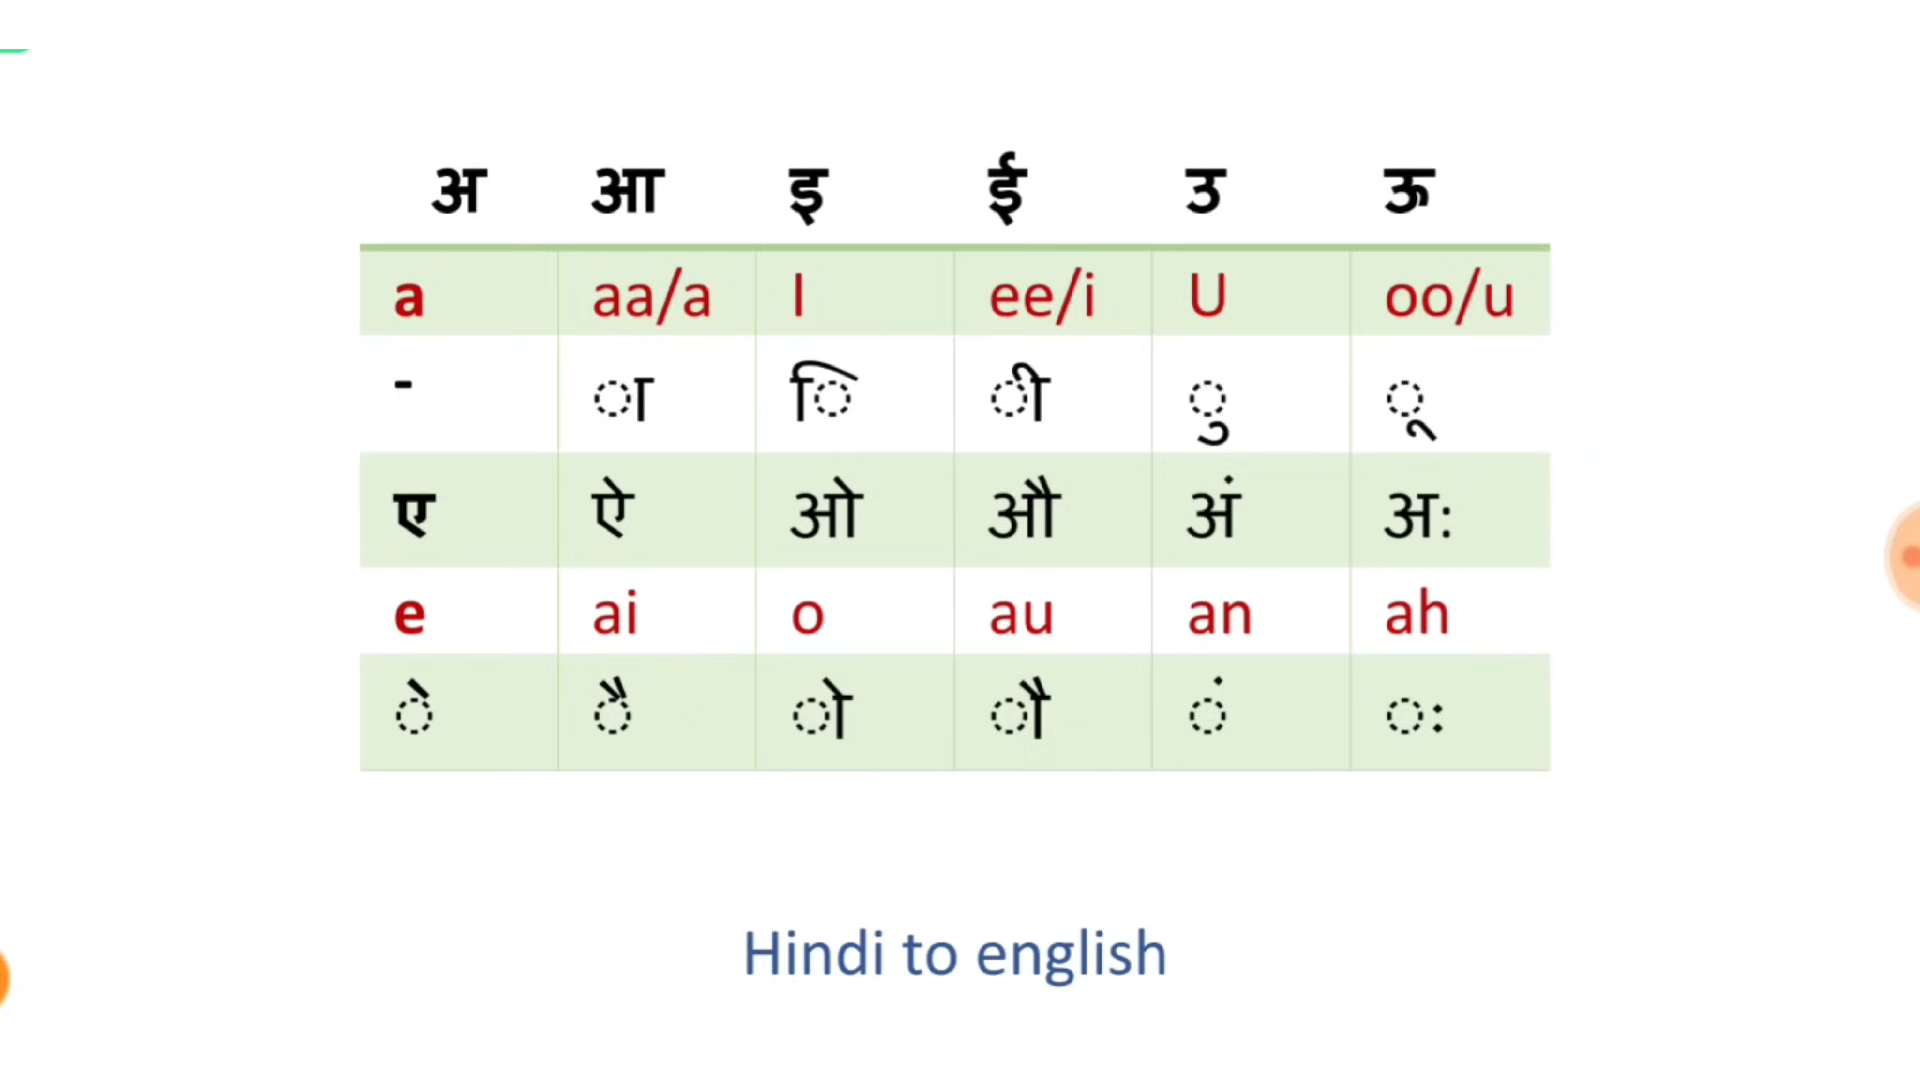 अ आ इ ई उ ऊ
a aa/a I ee/i U oo/u
- ा ि ी ु ू
ए ऐ ओ औ अं अ:
e ai o au an ah
े ै ो ौ ं ः
Hindi to english